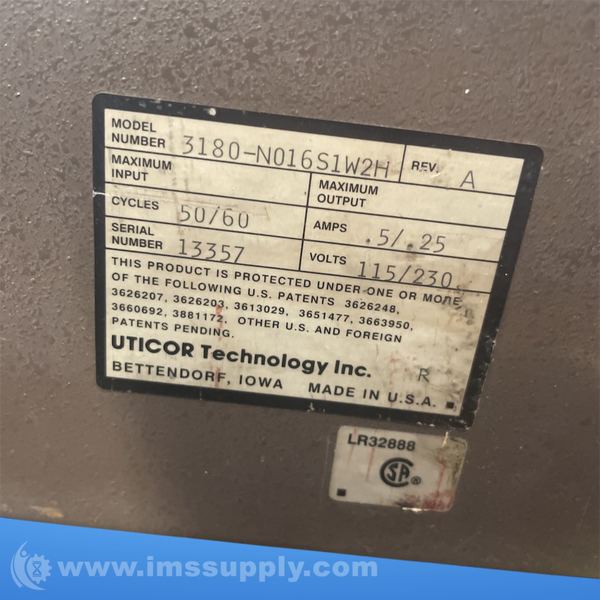 MODEL NUMBER 3180-N016S1W2H REV. A
MAXIMUM INPUT
MAXIMUM OUTPUT
CYCLES 50/60
AMPS .5/.25
SERIAL NUMBER 13357
VOLTS 115/230
THIS PRODUCT IS PROTECTED UNDER ONE OR MORE
OF THE FOLLOWING U.S. PATENTS 3626248,
3626207, 3626203, 3613029, 3651477, 3663950,
3660692, 3881172, OTHER U.S. AND FOREIGN
PATENTS PENDING.
UTICOR Technology Inc. R
BETTENDORF, IOWA MADE IN U.S.A.
LR32888
CSA
www.imssupply.com